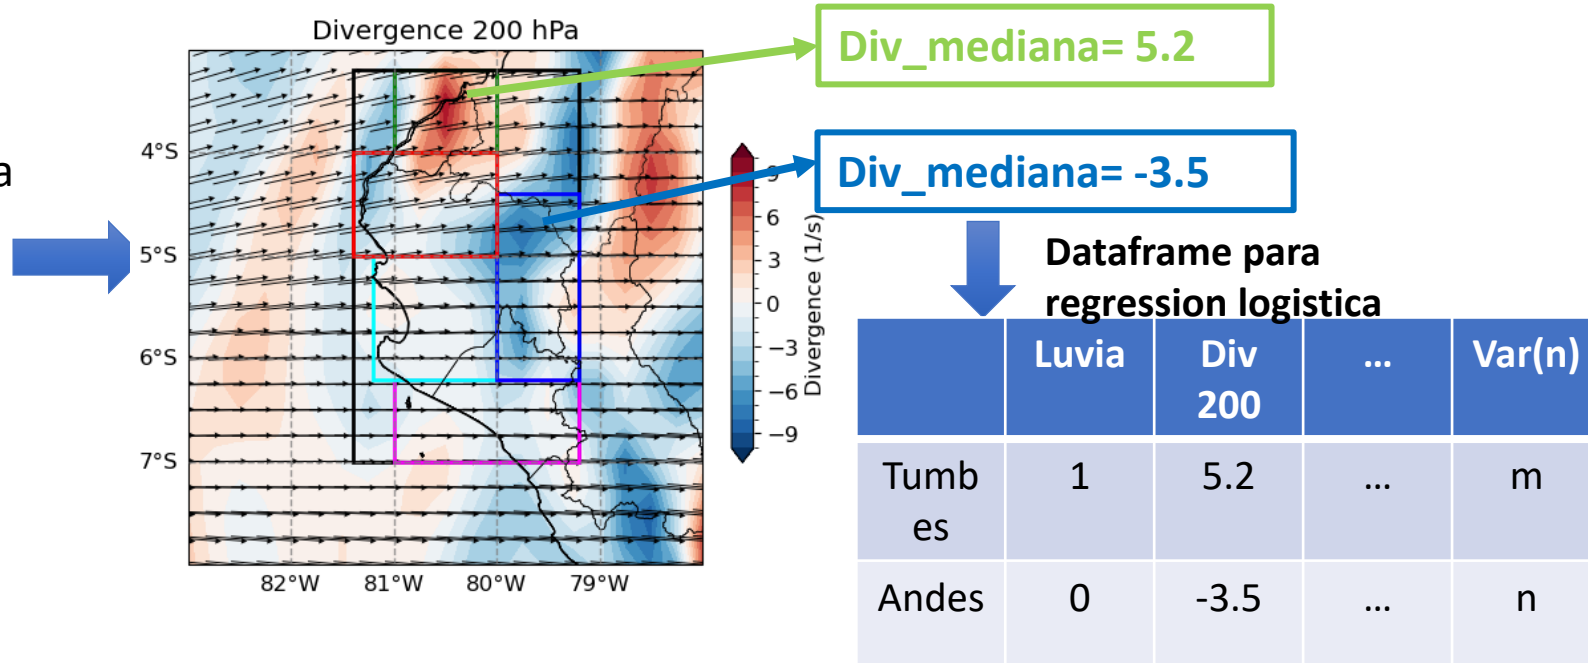 Divergence 200 hPa
a
4°S
5°S
6°S
7°S
82°W 81°W 80°W 79°W
9
6
3
0
−3
−6
−9
Divergence (1/s)
Div_mediana= 5.2
Div_mediana= -3.5
Dataframe para
regression logistica
Luvia Div 200 ... Var(n)
Tumb
es 1 5.2 ... m
Andes 0 -3.5 ... n